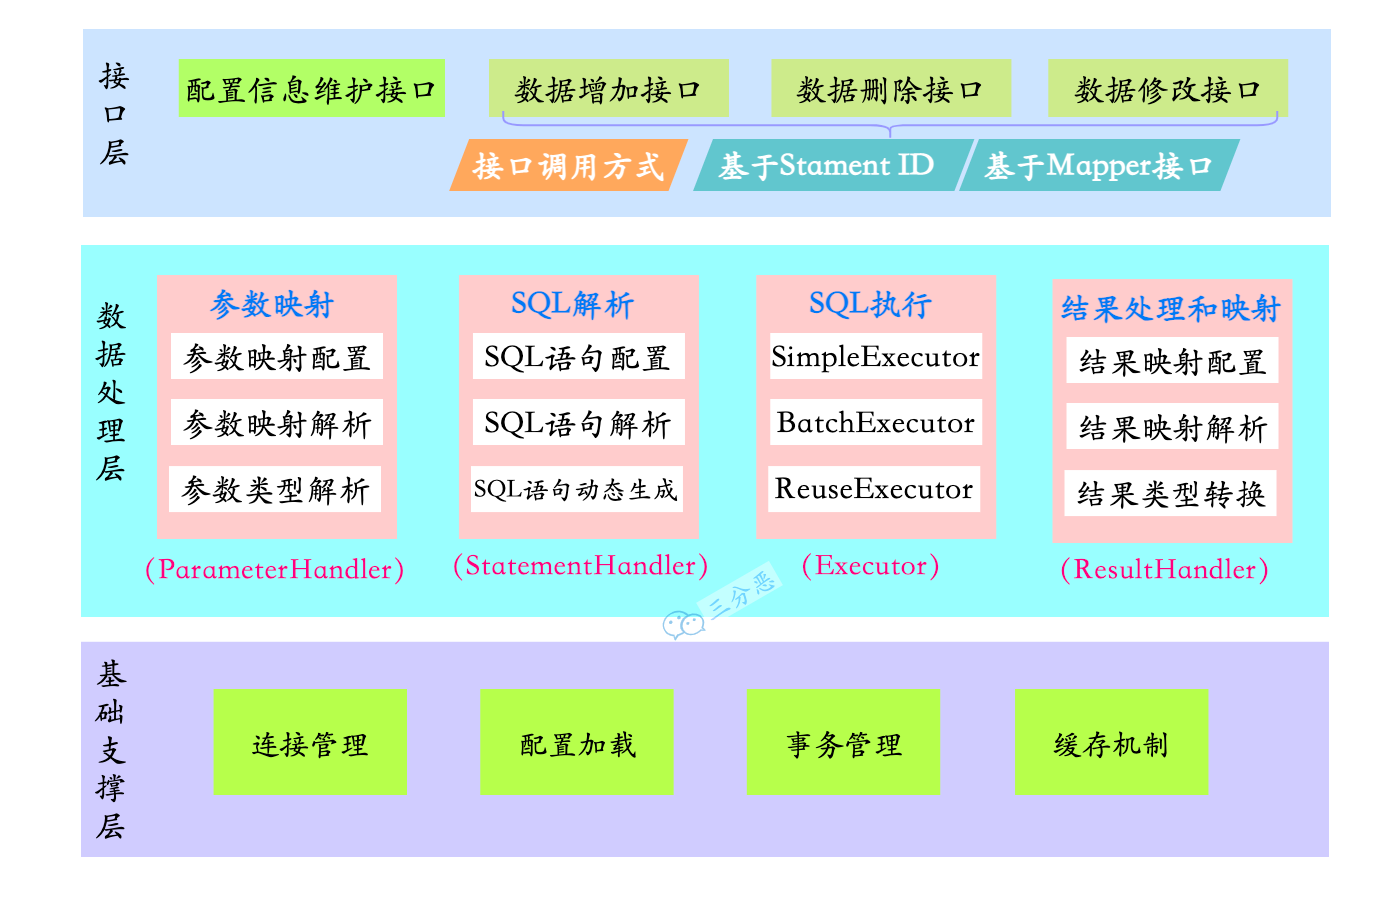 接口层
配置信息维护接口
数据增加接口
数据删除接口
数据修改接口
接口调用方式
基于Stament ID
基于Mapper接口
数据处理层
参数映射
参数映射配置
参数映射解析
参数类型解析
(ParameterHandler)
SQL解析
SQL语句配置
SQL语句解析
SQL语句动态生成
(StatementHandler)
SQL执行
SimpleExecutor
BatchExecutor
ReuseExecutor
(Executor)
结果处理和映射
结果映射配置
结果映射解析
结果类型转换
(ResultHandler)
三分恶
基础支撑层
连接管理
配置加载
事务管理
缓存机制